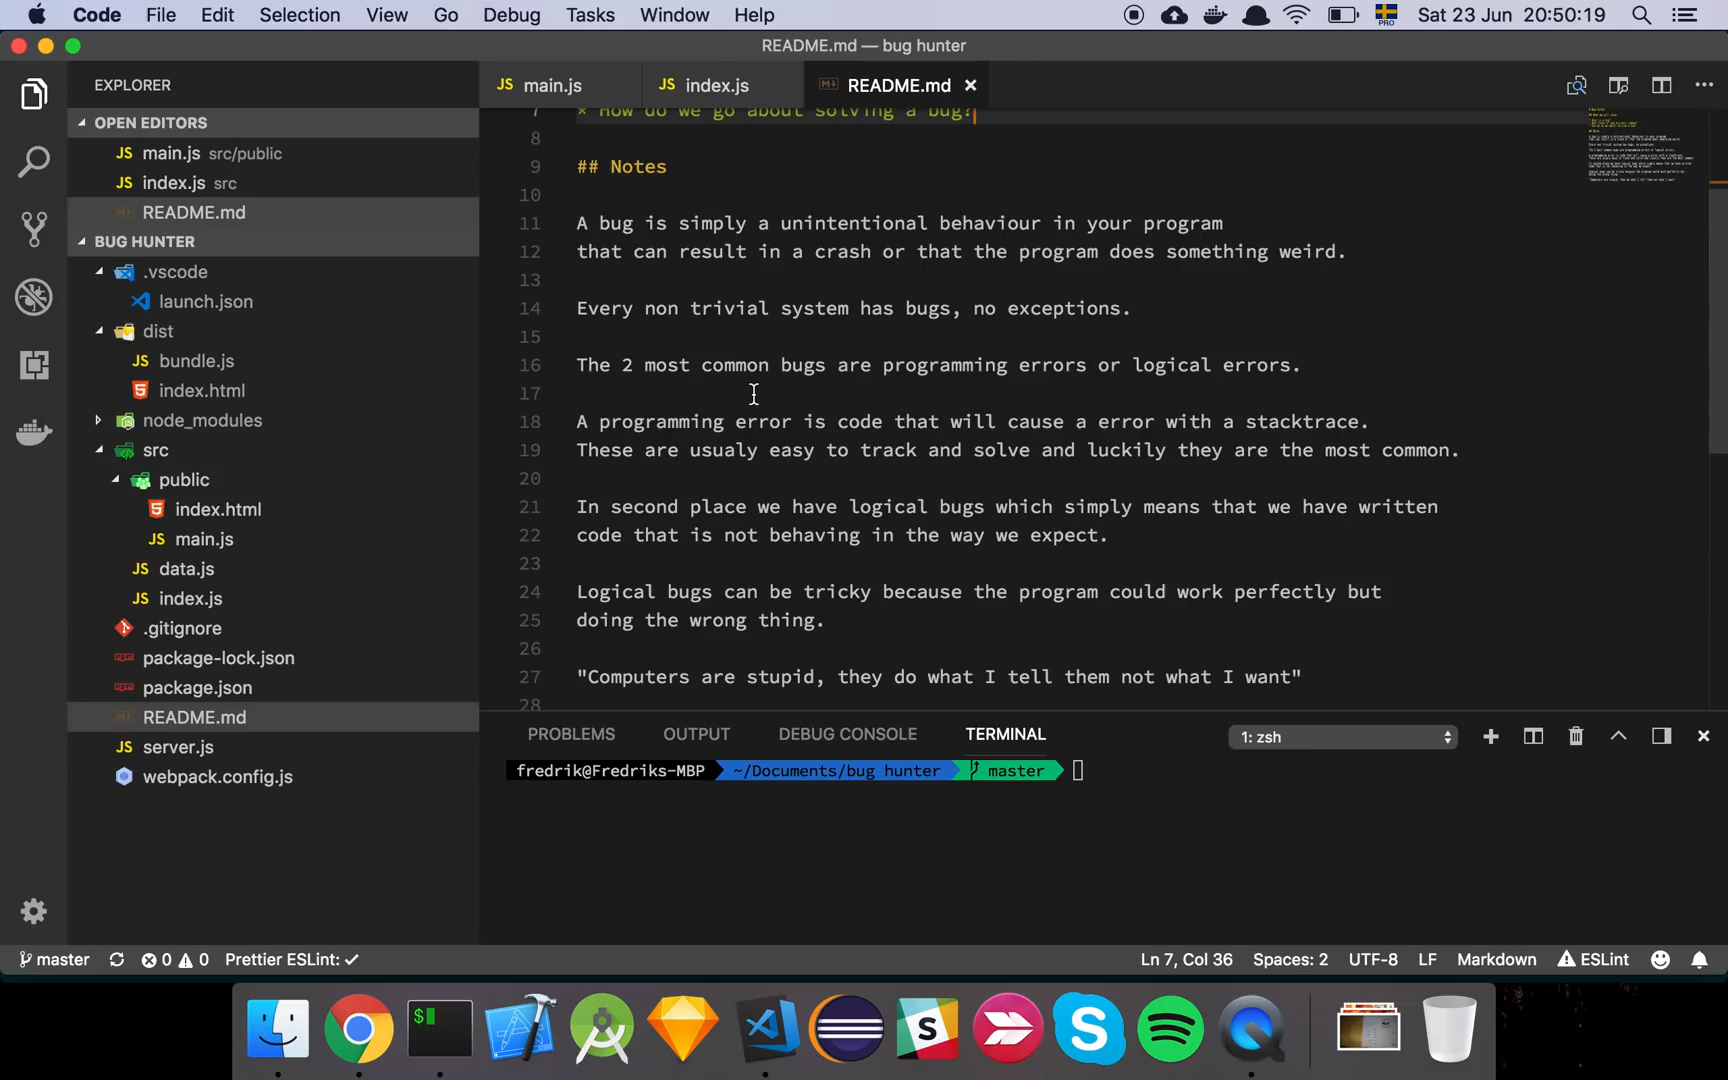 Code File Edit Selection View Go Debug Tasks Window Help PRO Sat 23 Jun 20:50:19
README.md — bug hunter
EXPLORER
JS main.js JS index.js README.md
OPEN EDITORS
JS main.js src/public
JS index.js src
README.md
BUG HUNTER
.vscode
launch.json
dist
JS bundle.js
index.html
node_modules
src
public
index.html
JS main.js
JS data.js
JS index.js
.gitignore
package-lock.json
package.json
README.md
JS server.js
webpack.config.js
7 * How do we go about solving a bug?
8
9 ## Notes
10
11 A bug is simply a unintentional behaviour in your program
12 that can result in a crash or that the program does something weird.
13
14 Every non trivial system has bugs, no exceptions.
15
16 The 2 most common bugs are programming errors or logical errors.
17
18 A programming error is code that will cause a error with a stacktrace.
19 These are usualy easy to track and solve and luckily they are the most common.
20
21 In second place we have logical bugs which simply means that we have written
22 code that is not behaving in the way we expect.
23
24 Logical bugs can be tricky because the program could work perfectly but
25 doing the wrong thing.
26
27 "Computers are stupid, they do what I tell them not what I want"
28
PROBLEMS OUTPUT DEBUG CONSOLE TERMINAL 1: zsh
fredrik@Fredriks-MBP ~/Documents/bug hunter master
master 0 0 Prettier ESLint: ✓ Ln 7, Col 36 Spaces: 2 UTF-8 LF Markdown ESLint
$
S
S